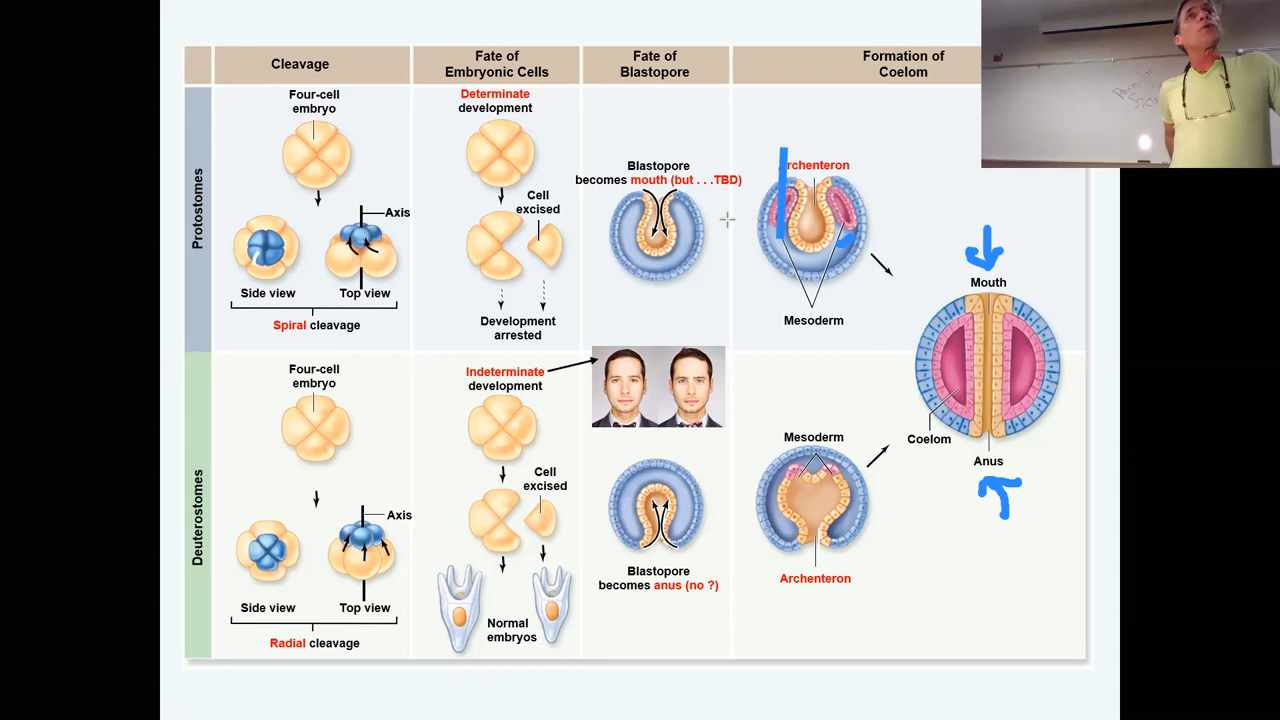 Cleavage
Fate of
Embryonic Cells
Fate of
Blastopore
Formation of
Coelom
Protostomes
Four-cell
embryo
Axis
Side view
Top view
Spiral cleavage
Determinate
development
Cell
excised
Development
arrested
Blastopore
becomes mouth (but . . .TBD)
rchenteron
Mesoderm
Mouth
Coelom
Anus
Deuterostomes
Four-cell
embryo
Axis
Side view
Top view
Radial cleavage
Indeterminate
development
Cell
excised
Normal
embryos
Blastopore
becomes anus (no ?)
Mesoderm
Archenteron